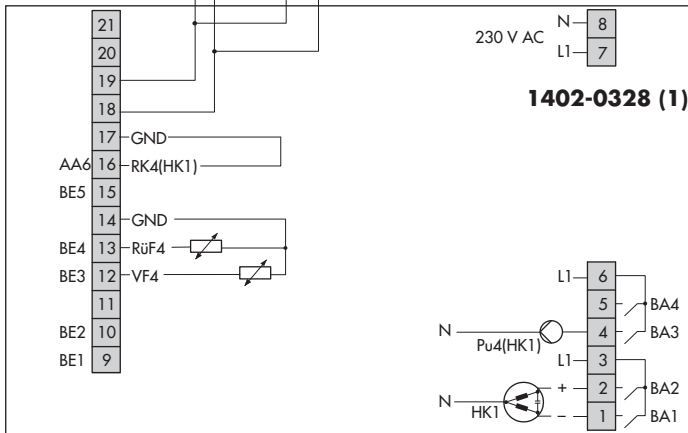 21
20
19
18
17 GND
AA6 16 RK4(HK1)
BE5 15
14 GND
BE4 13 RüF4
BE3 12 VF4
11
BE2 10
BE1 9
230 V AC
N 8
L1 7
1402-0328 (1)
L1 6
5 BA4
N Pu4(HK1) 4 BA3
L1 3
+ 2 BA2
N HK1 – 1 BA1